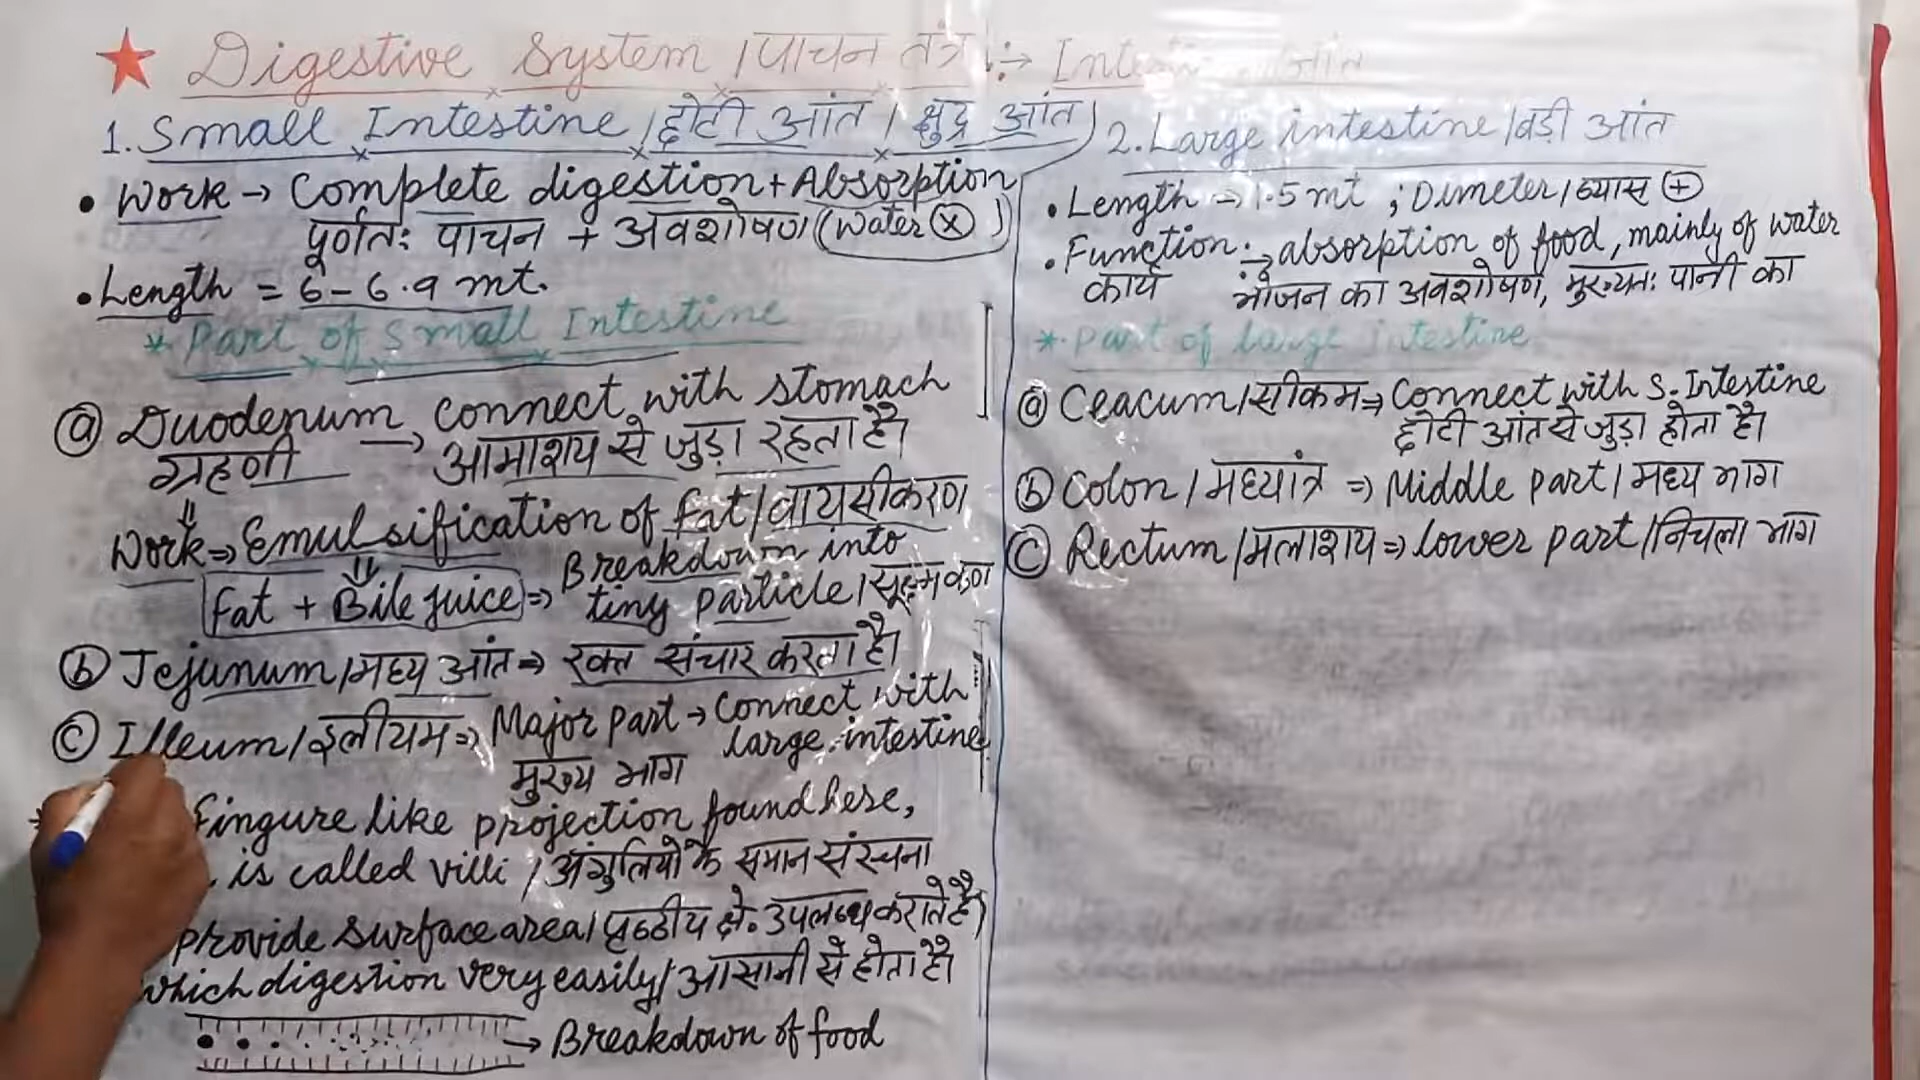 ★ Digestive System / पाचन तंत्र :→
1. Small Intestine / छोटी आंत / क्षुद्र आंत
• Work → Complete digestion + Absorption
पूर्णतः पाचन + अवशोषण (Water ⓧ)
• Length = 6 – 6.9 mt.
* Part of Small Intestine
ⓐ Duodenum connect with stomach
ग्रहणी → आमाशय से जुड़ा रहता है।
Work ⇒ Emulsification of fat / वायसीकरण
Fat + Bile juice ⇒ Breakdown into
tiny particle / सूक्ष्म कण
ⓑ Jejunum / मध्य आंत ⇒ रक्त संचार करता है।
ⓒ Illeum / इलीयम ⇒ Major part → Connect with
large intestine
मुख्य भाग
fingure like projection found here,
is called villi / अंगुलियों के समान संरचना
provide surface area / पृष्ठीय क्षे. उपलब्ध कराते है)
which digestion very easily / आसानी से होता है।
→ Breakdown of food
2. Large intestine / बड़ी आंत
• Length → 1.5 mt ; Dimeter / व्यास ⊕
• Function :→ absorption of food, mainly of water
कार्य भोजन का अवशोषण, मुख्यतः पानी का
* Part of large intestine
ⓐ Ceacum / सीकम ⇒ Connect with S. Intestine
छोटी आंत से जुड़ा होता है।
ⓑ Colon / मध्यांत्र ⇒ Middle part / मध्य भाग
ⓒ Rectum / मलाशय ⇒ lower part / निचला भाग